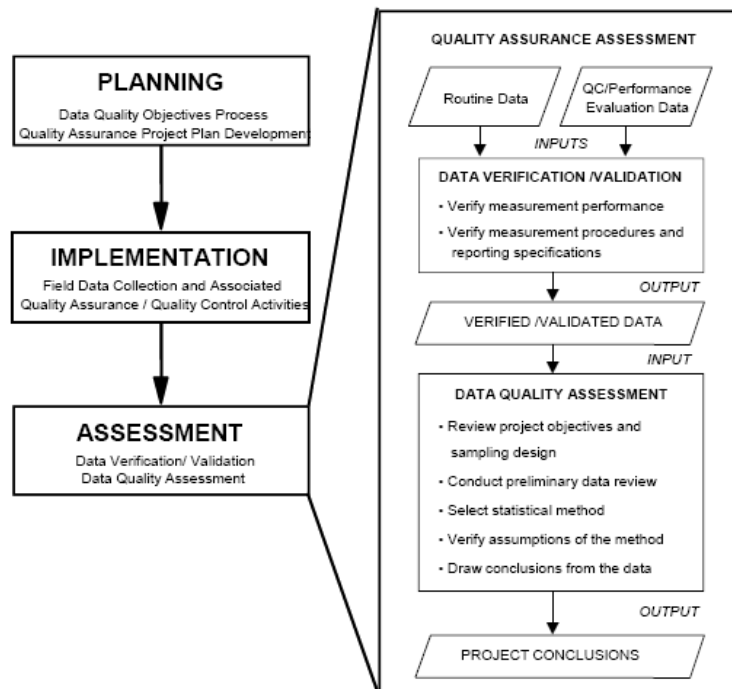 PLANNING
Data Quality Objectives Process
Quality Assurance Project Plan Development
IMPLEMENTATION
Field Data Collection and Associated
Quality Assurance / Quality Control Activities
ASSESSMENT
Data Verification/ Validation
Data Quality Assessment
QUALITY ASSURANCE ASSESSMENT
Routine Data
QC/Performance
Evaluation Data
INPUTS
DATA VERIFICATION /VALIDATION
• Verify measurement performance
• Verify measurement procedures and
reporting specifications
OUTPUT
VERIFIED /VALIDATED DATA
INPUT
DATA QUALITY ASSESSMENT
• Review project objectives and
sampling design
• Conduct preliminary data review
• Select statistical method
• Verify assumptions of the method
• Draw conclusions from the data
OUTPUT
PROJECT CONCLUSIONS